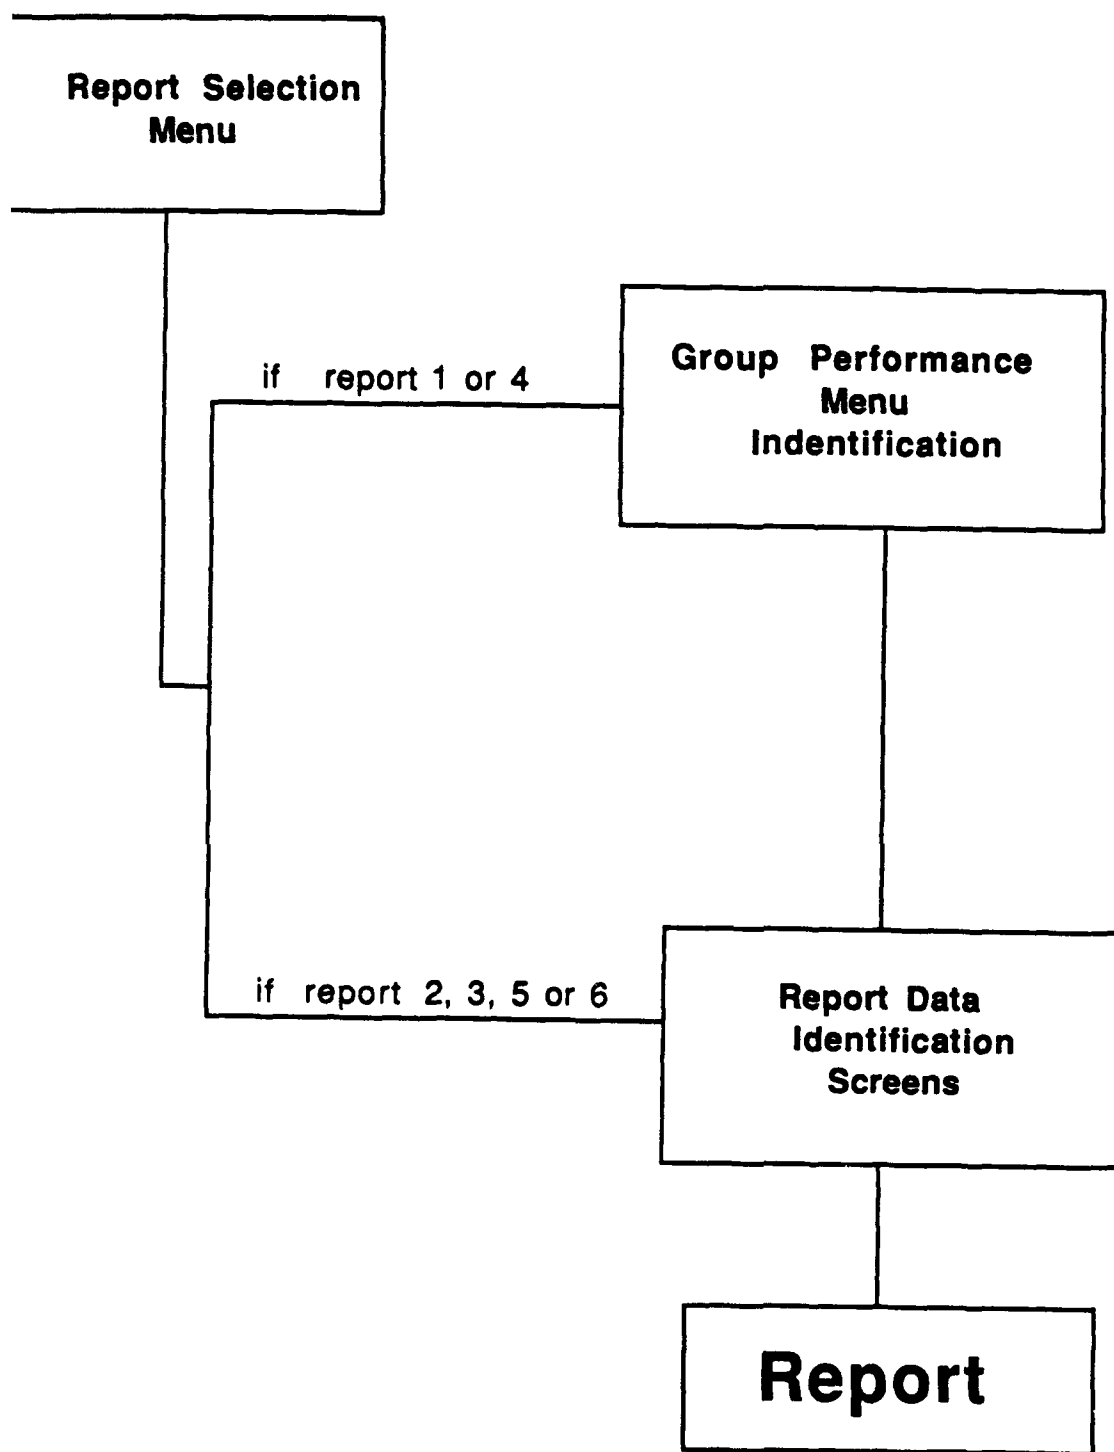 Report Selection
Menu
if report 1 or 4
Group Performance
Menu
Indentification
if report 2, 3, 5 or 6
Report Data
Identification
Screens
Report